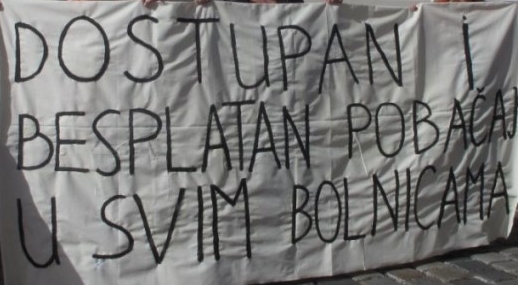 DOSTUPAN I
BESPLATAN POBAČAJ
U SVIM BOLNICAMA